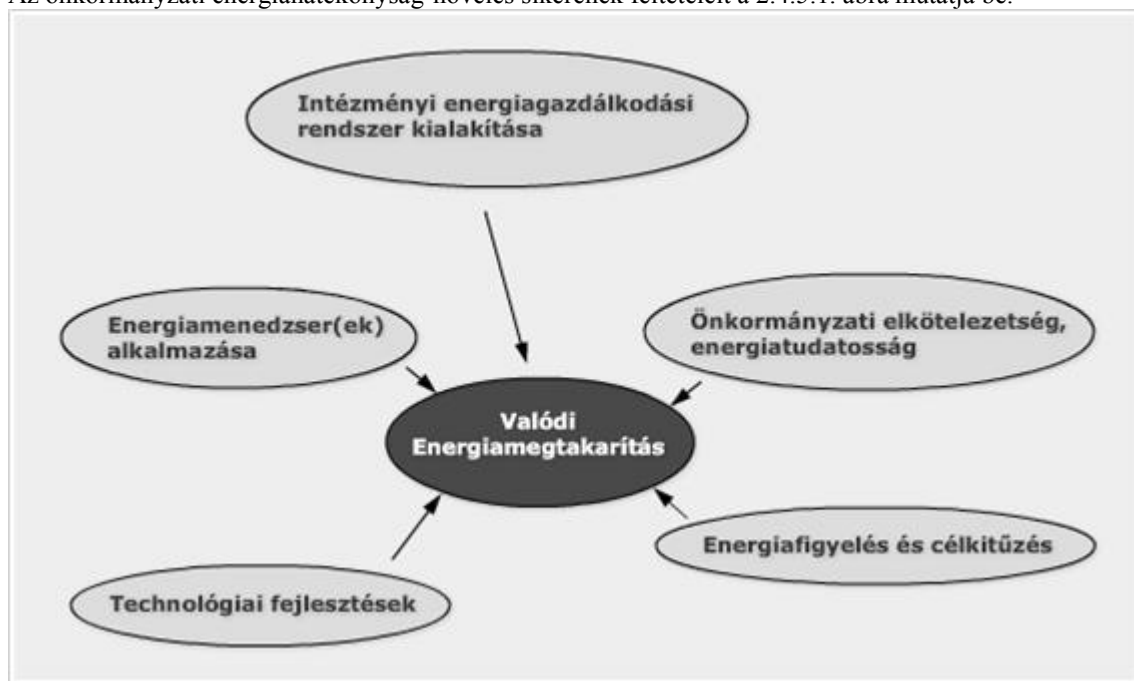 Az önkormányzati energiahatékonyság-növelés sikerének feltételeit a 2.4.5.1. ábra mutatja be.
Intézményi energiagazdálkodási
rendszer kialakítása
Energiamenedzser(ek)
alkalmazása
Önkormányzati elkötelezetség,
energiatudatosság
Valódi
Energiamegtakarítás
Energiafigyelés és célkitűzés
Technológiai fejlesztések